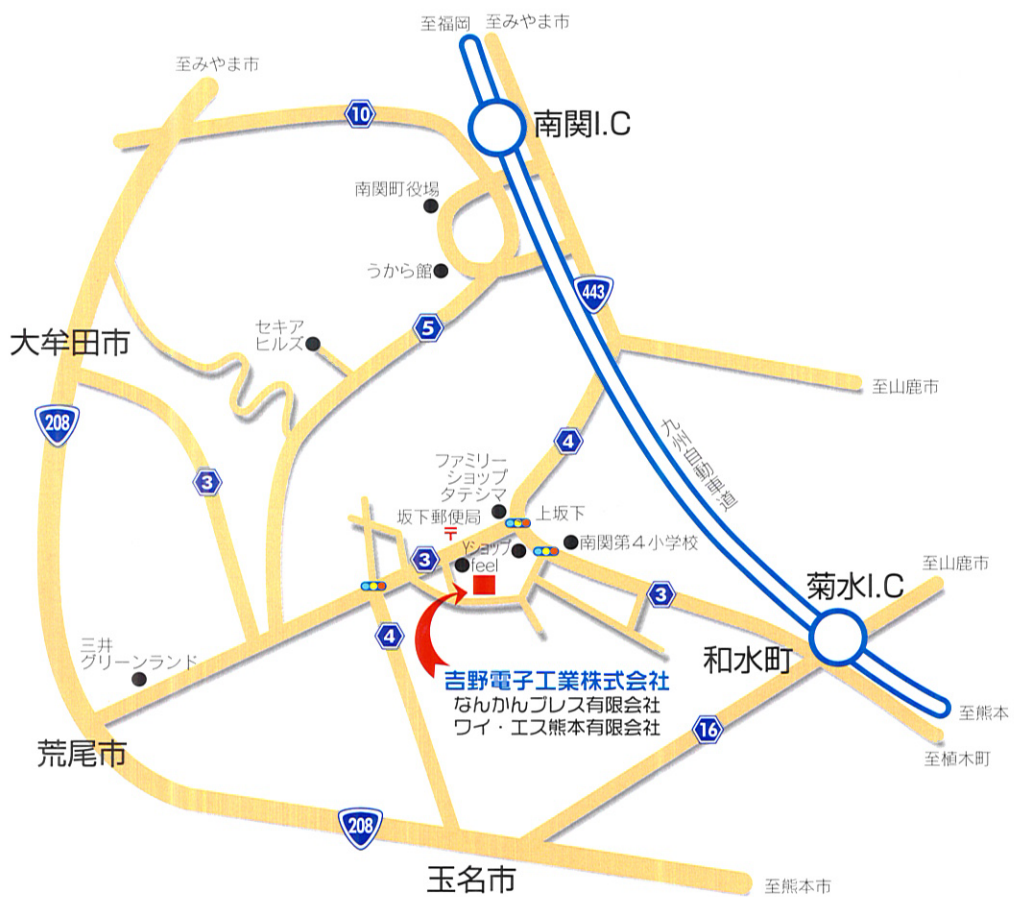 至福岡
至みやま市
至みやま市
10
南関I.C
南関町役場
うから館
443
5
セキア
ヒルズ
大牟田市
至山鹿市
208
九州自動車道
4
ファミリー
ショップ
タテシマ
3
坂下郵便局
上坂下
〒
Yショップ
feel
南関第4小学校
3
至山鹿市
菊水I.C
3
4
三井
グリーンランド
和水町
吉野電子工業株式会社
なんかんプレス有限会社
ワイ・エス熊本有限会社
至熊本
16
荒尾市
至植木町
208
玉名市
至熊本市